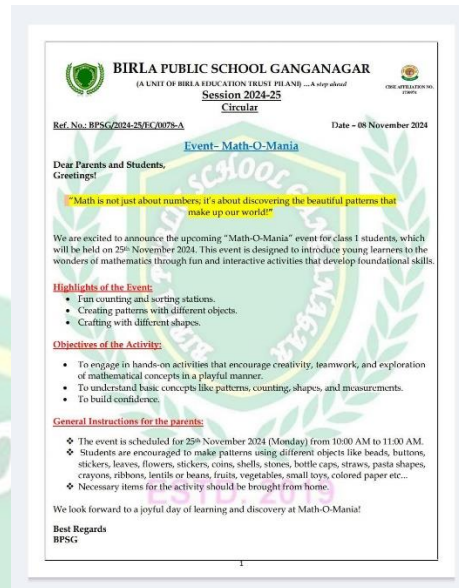 BIRLA PUBLIC SCHOOL GANGANAGAR
(A UNIT OF BIRLA EDUCATION TRUST PILANI) ...A step ahead
CBSE AFFILIATION NO.
Session 2024-25
Circular
Ref. No.: BPSG/2024-25/EC/0078-A
Date – 08 November 2024
Event– Math-O-Mania
Dear Parents and Students,
Greetings!
"Math is not just about numbers; it's about discovering the beautiful patterns that
make up our world!"
We are excited to announce the upcoming "Math-O-Mania" event for class 1 students, which
will be held on 25th November 2024. This event is designed to introduce young learners to the
wonders of mathematics through fun and interactive activities that develop foundational skills.
Highlights of the Event:
• Fun counting and sorting stations.
• Creating patterns with different objects.
• Crafting with different shapes.
Objectives of the Activity:
• To engage in hands-on activities that encourage creativity, teamwork, and exploration
of mathematical concepts in a playful manner.
• To understand basic concepts like patterns, counting, shapes, and measurements.
• To build confidence.
General Instructions for the parents:
❖ The event is scheduled for 25th November 2024 (Monday) from 10:00 AM to 11:00 AM.
❖ Students are encouraged to make patterns using different objects like beads, buttons,
stickers, leaves, flowers, stickers, coins, shells, stones, bottle caps, straws, pasta shapes,
crayons, ribbons, lentils or beans, fruits, vegetables, small toys, colored paper etc...
❖ Necessary items for the activity should be brought from home.
ESTD. 2019
We look forward to a joyful day of learning and discovery at Math-O-Mania!
Best Regards
BPSG
1